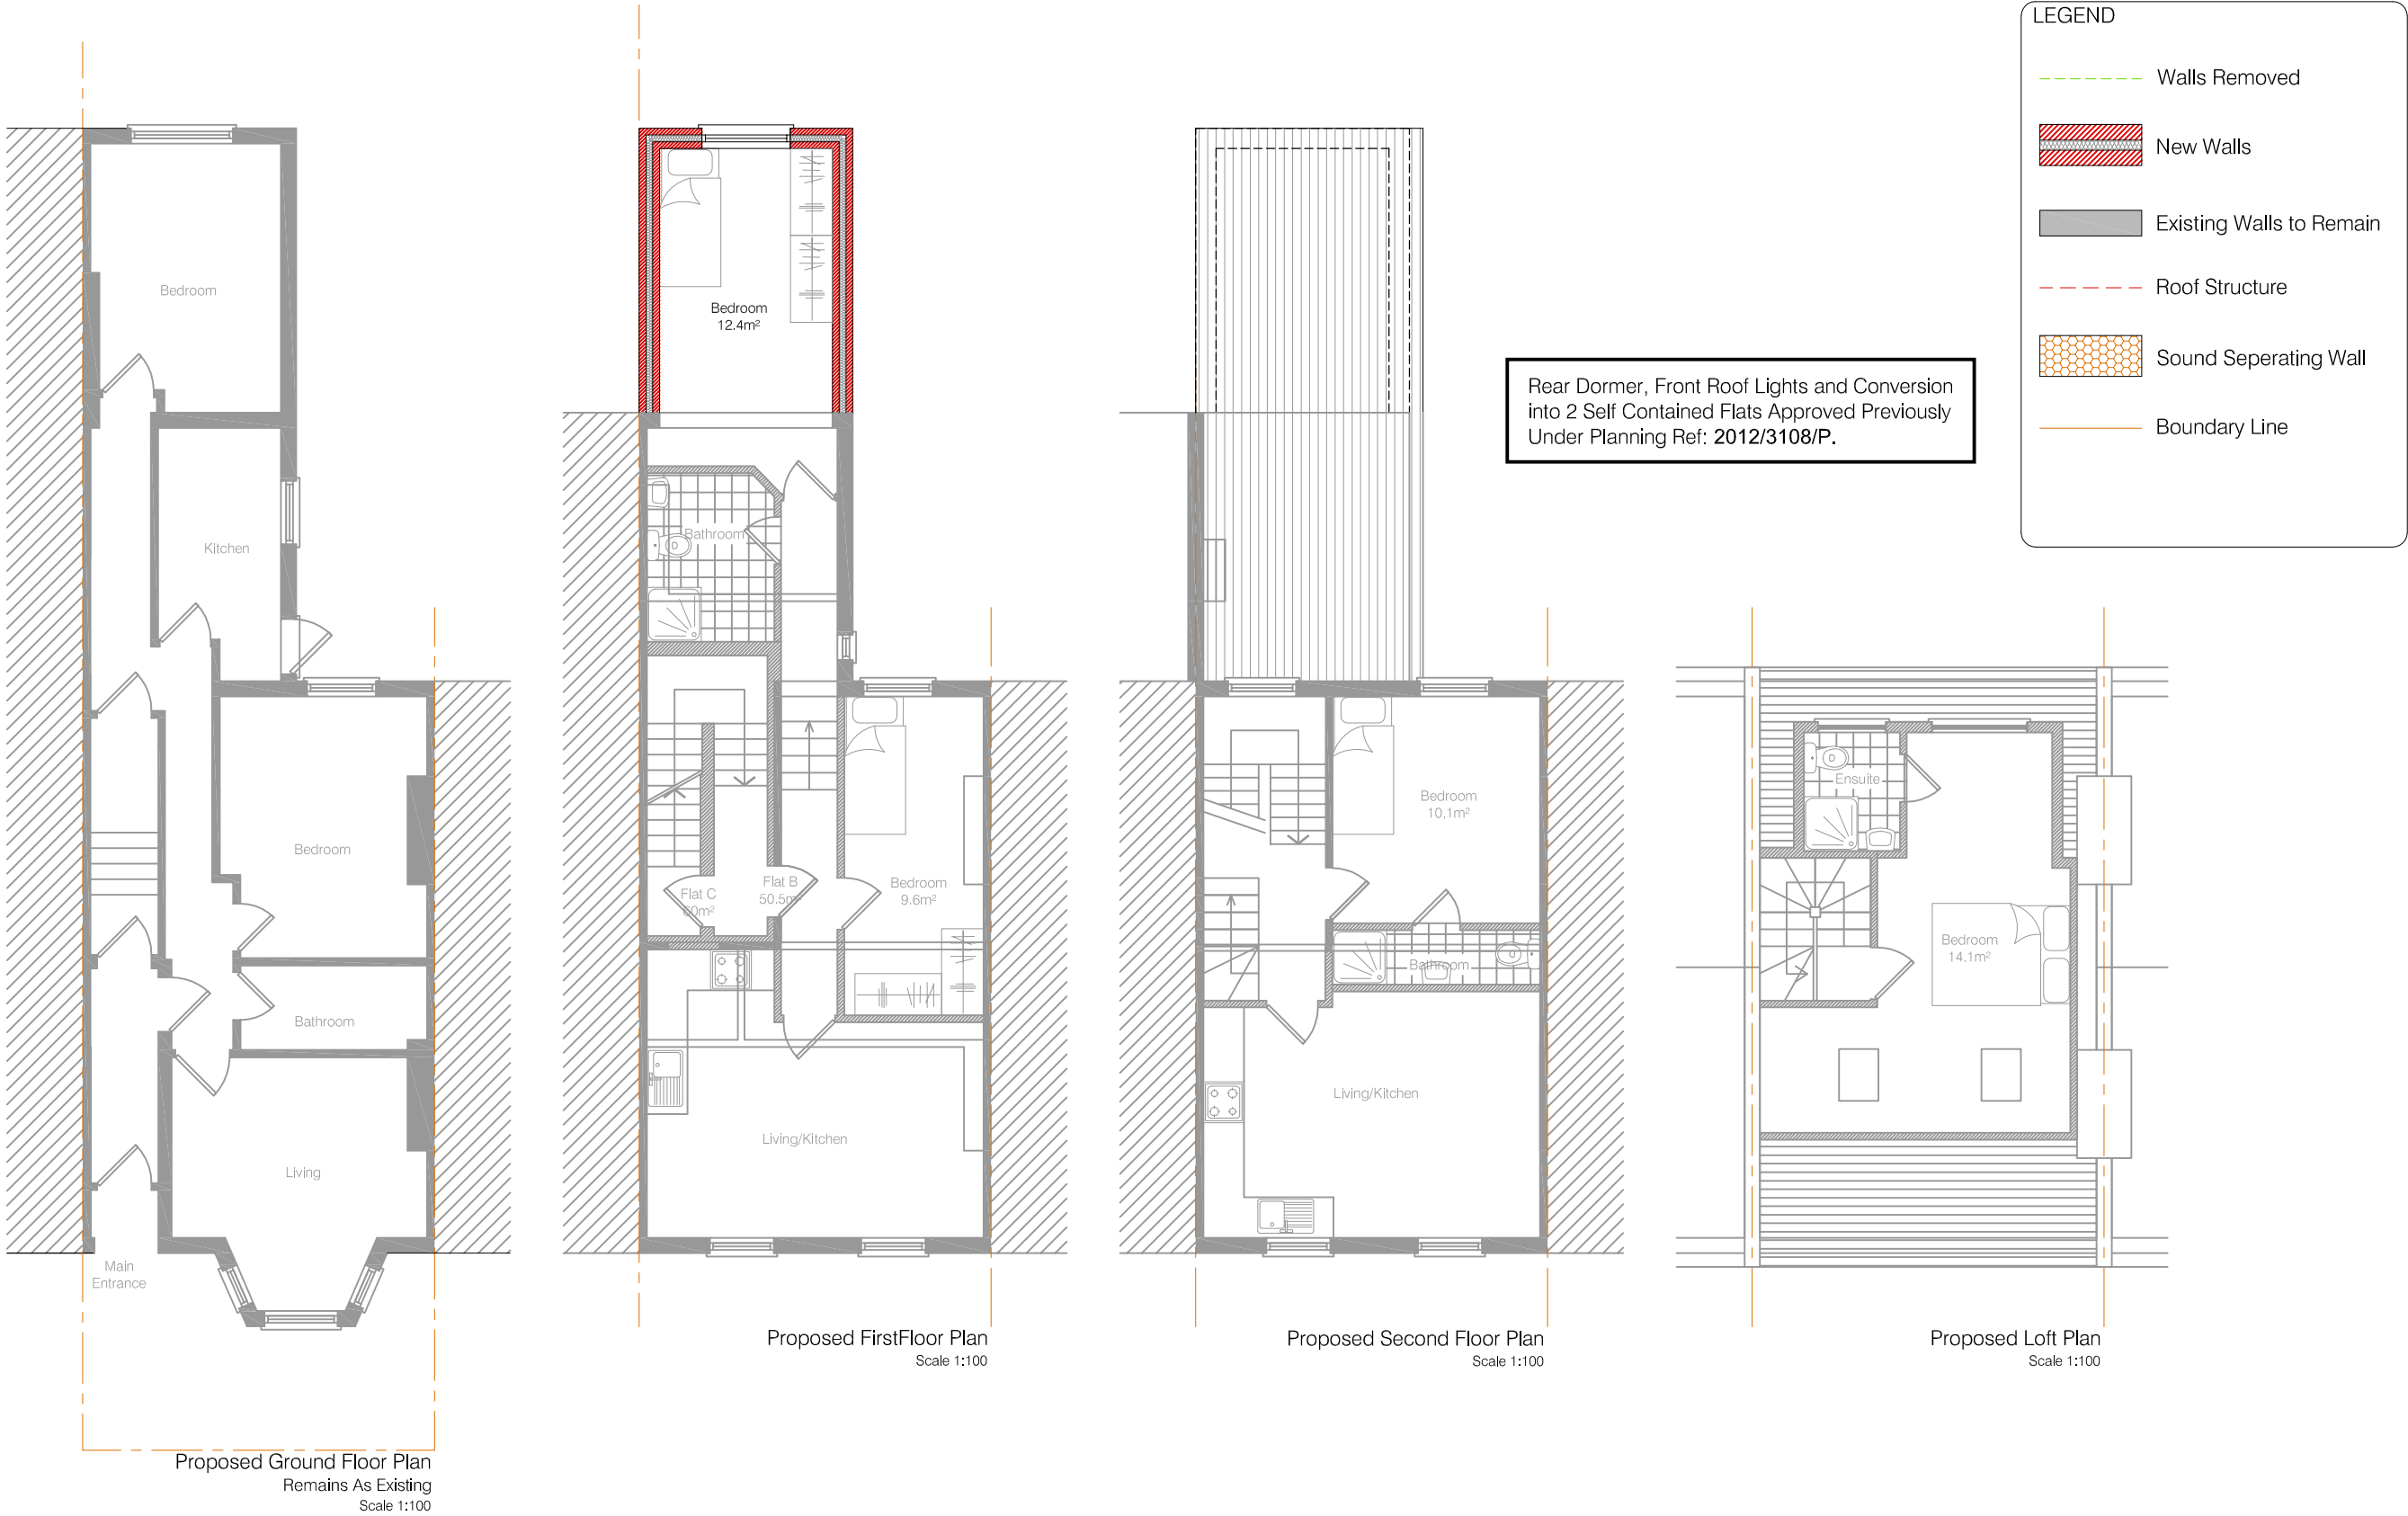 LEGEND
Walls Removed
New Walls
Existing Walls to Remain
Roof Structure
Sound Seperating Wall
Boundary Line
Rear Dormer, Front Roof Lights and Conversion
into 2 Self Contained Flats Approved Previously
Under Planning Ref: 2012/3108/P.
Bedroom
Kitchen
Bedroom
Bathroom
Living
Main
Entrance
Proposed Ground Floor Plan
Remains As Existing
Scale 1:100
Bedroom
12.4m²
Bathroom
Flat C
60m²
Flat B
50.5m²
Bedroom
9.6m²
Living/Kitchen
Proposed FirstFloor Plan
Scale 1:100
Bedroom
10.1m²
Bathroom
Living/Kitchen
Proposed Second Floor Plan
Scale 1:100
Ensuite
Bedroom
14.1m²
Proposed Loft Plan
Scale 1:100